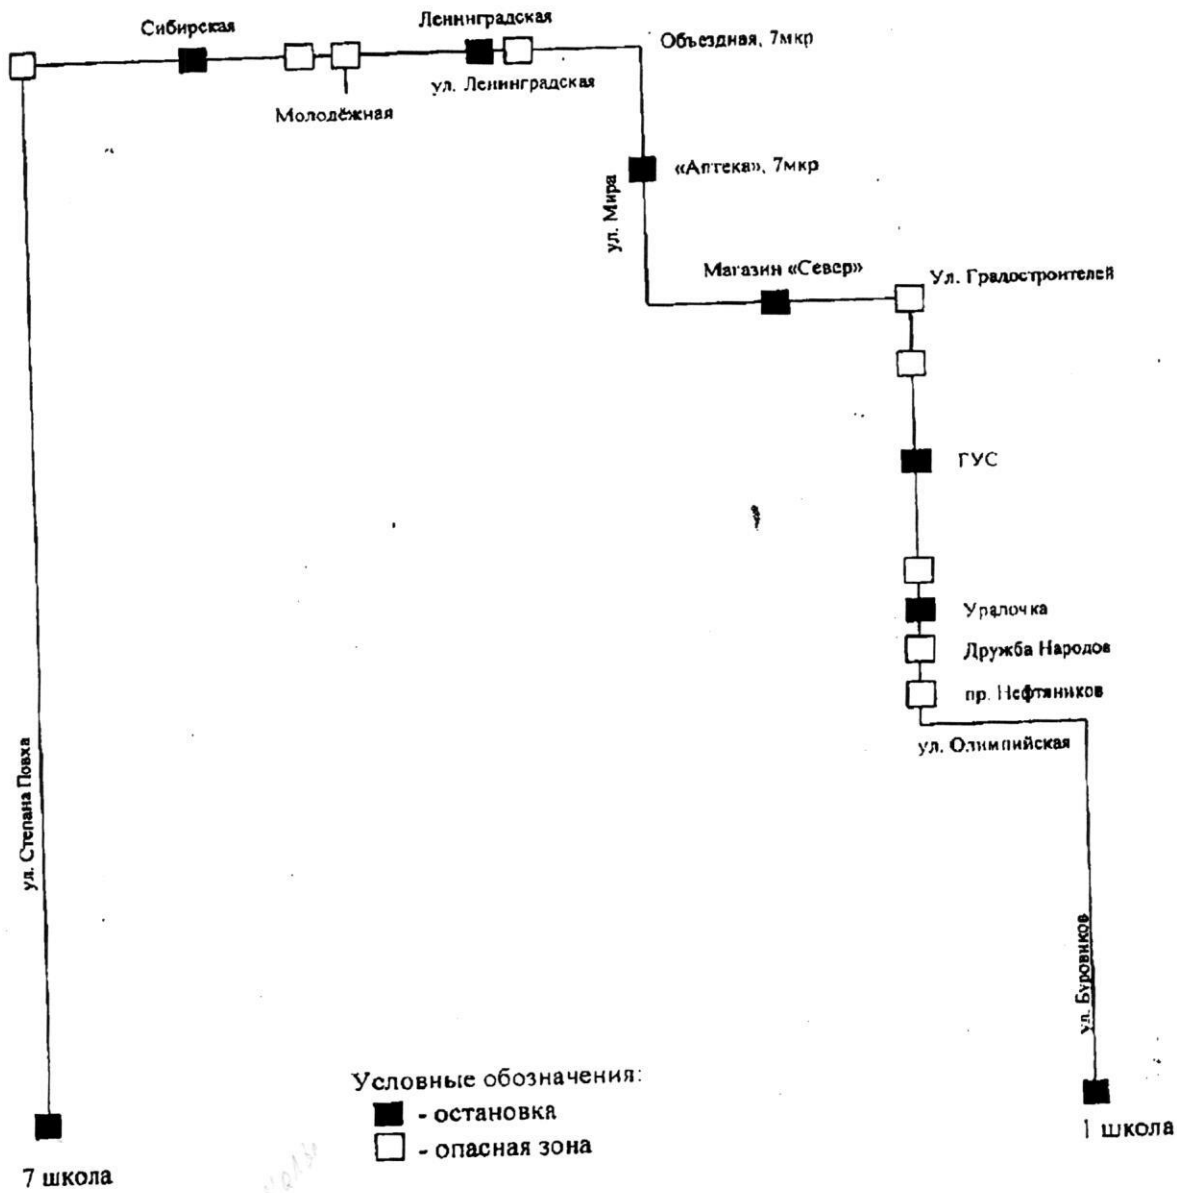 Сибирская
Ленинградская
Объездная, 7мкр
ул. Ленинградская
Молодёжная
«Аптека», 7мкр
ул. Мира
Магазин «Север»
Ул. Градостроителей
ГУС
Уралочка
Дружба Народов
пр. Нефтяников
ул. Олимпийская
ул. Степана Повха
ул. Буровиков
Условные обозначения:
- остановка
- опасная зона
1 школа
7 школа